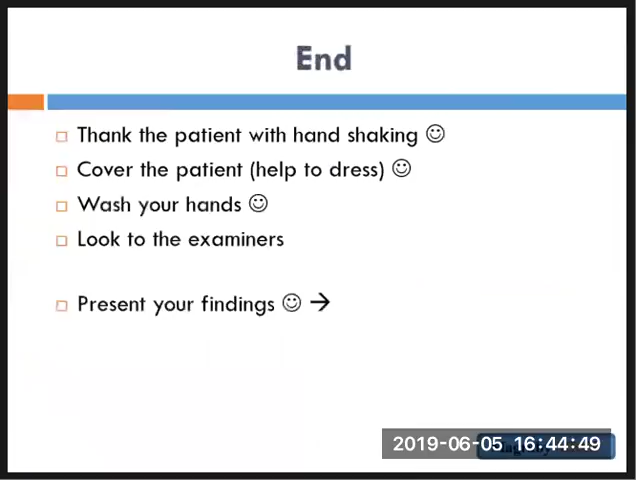 End
Thank the patient with hand shaking ☺
Cover the patient (help to dress) ☺
Wash your hands ☺
Look to the examiners
Present your findings ☺ →
2019-06-05 16:44:49